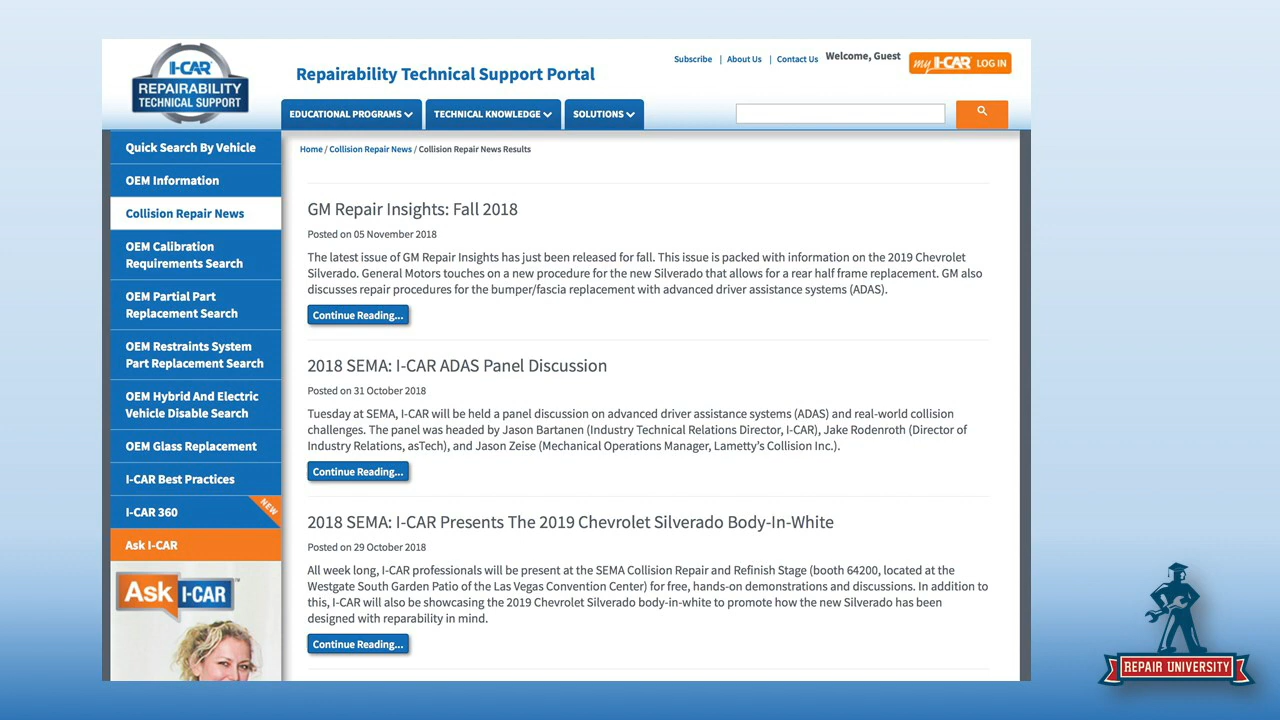 I-CAR
REPAIRABILITY
TECHNICAL SUPPORT
Repairability Technical Support Portal
Subscribe | About Us | Contact Us Welcome, Guest
my I-CAR LOG IN
EDUCATIONAL PROGRAMS TECHNICAL KNOWLEDGE SOLUTIONS
Quick Search By Vehicle
OEM Information
Collision Repair News
OEM Calibration
Requirements Search
OEM Partial Part
Replacement Search
OEM Restraints System
Part Replacement Search
OEM Hybrid And Electric
Vehicle Disable Search
OEM Glass Replacement
I-CAR Best Practices
I-CAR 360
NEW
Ask I-CAR
Ask I-CAR
Home / Collision Repair News / Collision Repair News Results
GM Repair Insights: Fall 2018
Posted on 05 November 2018
The latest issue of GM Repair Insights has just been released for fall. This issue is packed with information on the 2019 Chevrolet
Silverado. General Motors touches on a new procedure for the new Silverado that allows for a rear half frame replacement. GM also
discusses repair procedures for the bumper/fascia replacement with advanced driver assistance systems (ADAS).
Continue Reading...
2018 SEMA: I-CAR ADAS Panel Discussion
Posted on 31 October 2018
Tuesday at SEMA, I-CAR will be held a panel discussion on advanced driver assistance systems (ADAS) and real-world collision
challenges. The panel was headed by Jason Bartanen (Industry Technical Relations Director, I-CAR), Jake Rodenroth (Director of
Industry Relations, asTech), and Jason Zeise (Mechanical Operations Manager, Lametty's Collision Inc.).
Continue Reading...
2018 SEMA: I-CAR Presents The 2019 Chevrolet Silverado Body-In-White
Posted on 29 October 2018
All week long, I-CAR professionals will be present at the SEMA Collision Repair and Refinish Stage (booth 64200, located at the
Westgate South Garden Patio of the Las Vegas Convention Center) for free, hands-on demonstrations and discussions. In addition to
this, I-CAR will also be showcasing the 2019 Chevrolet Silverado body-in-white to promote how the new Silverado has been
designed with reparability in mind.
Continue Reading...
REPAIR UNIVERSITY